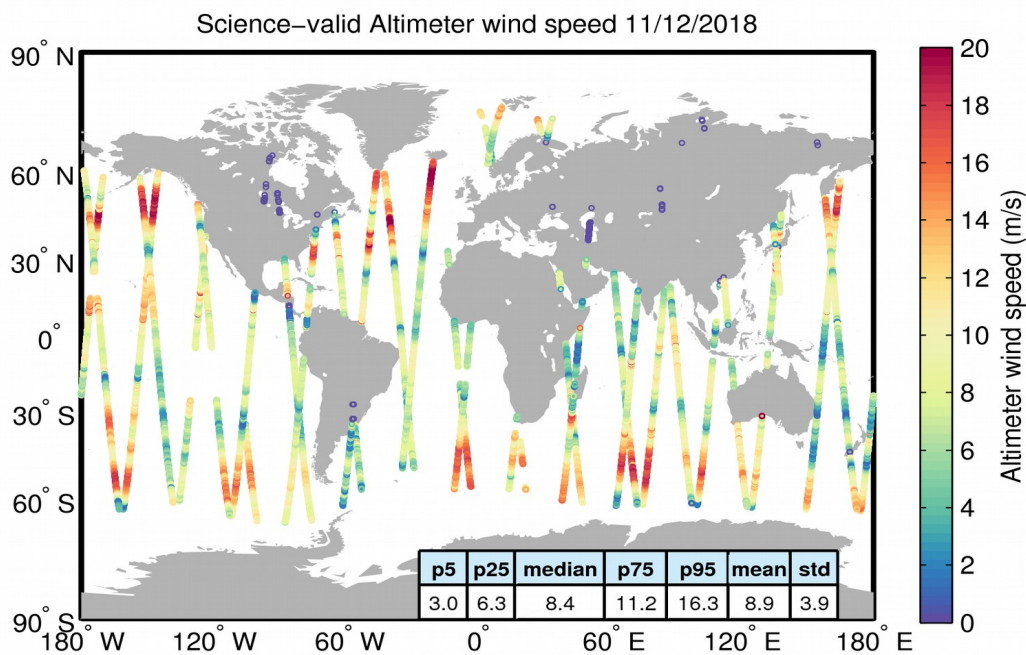 Science−valid Altimeter wind speed 11/12/2018
90° N
60° N
30° N
0°
30° S
60° S
90° S
180° W
120° W
60° W
0°
60° E
120° E
180° E
20
18
16
14
12
10
8
6
4
2
0
Altimeter wind speed (m/s)
p5 p25 median p75 p95 mean std
3.0 6.3 8.4 11.2 16.3 8.9 3.9